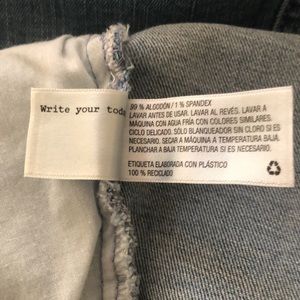 Write your toda
99 % ALGODÓN / 1 % SPANDEX
LAVAR ANTES DE USAR. LAVAR AL REVÉS. LAVAR A
MÁQUINA CON AGUA FRÍA CON COLORES SIMILARES.
CICLO DELICADO. SÓLO BLANQUEADOR SIN CLORO SI ES
NECESARIO. SECAR A MÁQUINA A TEMPERATURA BAJA.
PLANCHAR A BAJA TEMPERATURA SI ES NECESARIO.
ETIQUETA ELABORADA CON PLÁSTICO
100 % RECICLADO